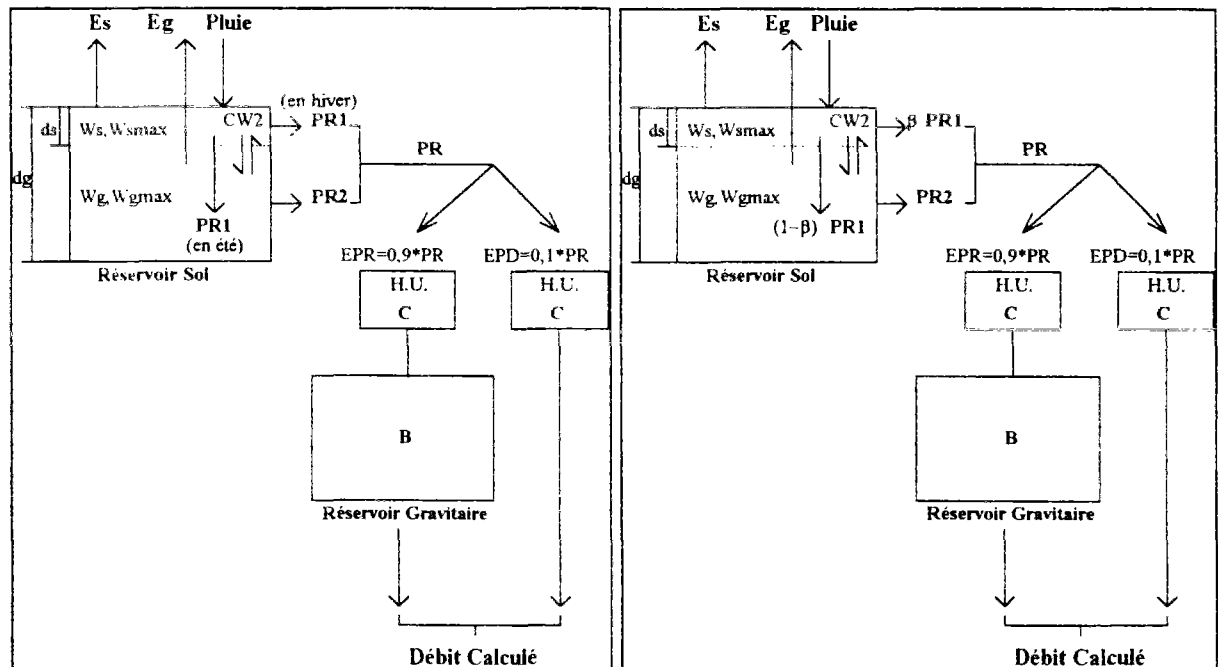 Es Eg Pluie
(en hiver)
ds Ws, Wsmax CW2 PR1
PR
dg Wg, Wgmax PR2
PR1
(en été)
EPR=0,9*PR EPD=0,1*PR
Réservoir Sol
H.U. H.U.
C C
B
Réservoir Gravitaire
Débit Calculé
Es Eg Pluie
ds Ws, Wsmax CW2 β PR1
PR
dg Wg, Wgmax PR2
(1-β) PR1
EPR=0,9*PR EPD=0,1*PR
Réservoir Sol
H.U. H.U.
C C
B
Réservoir Gravitaire
Débit Calculé